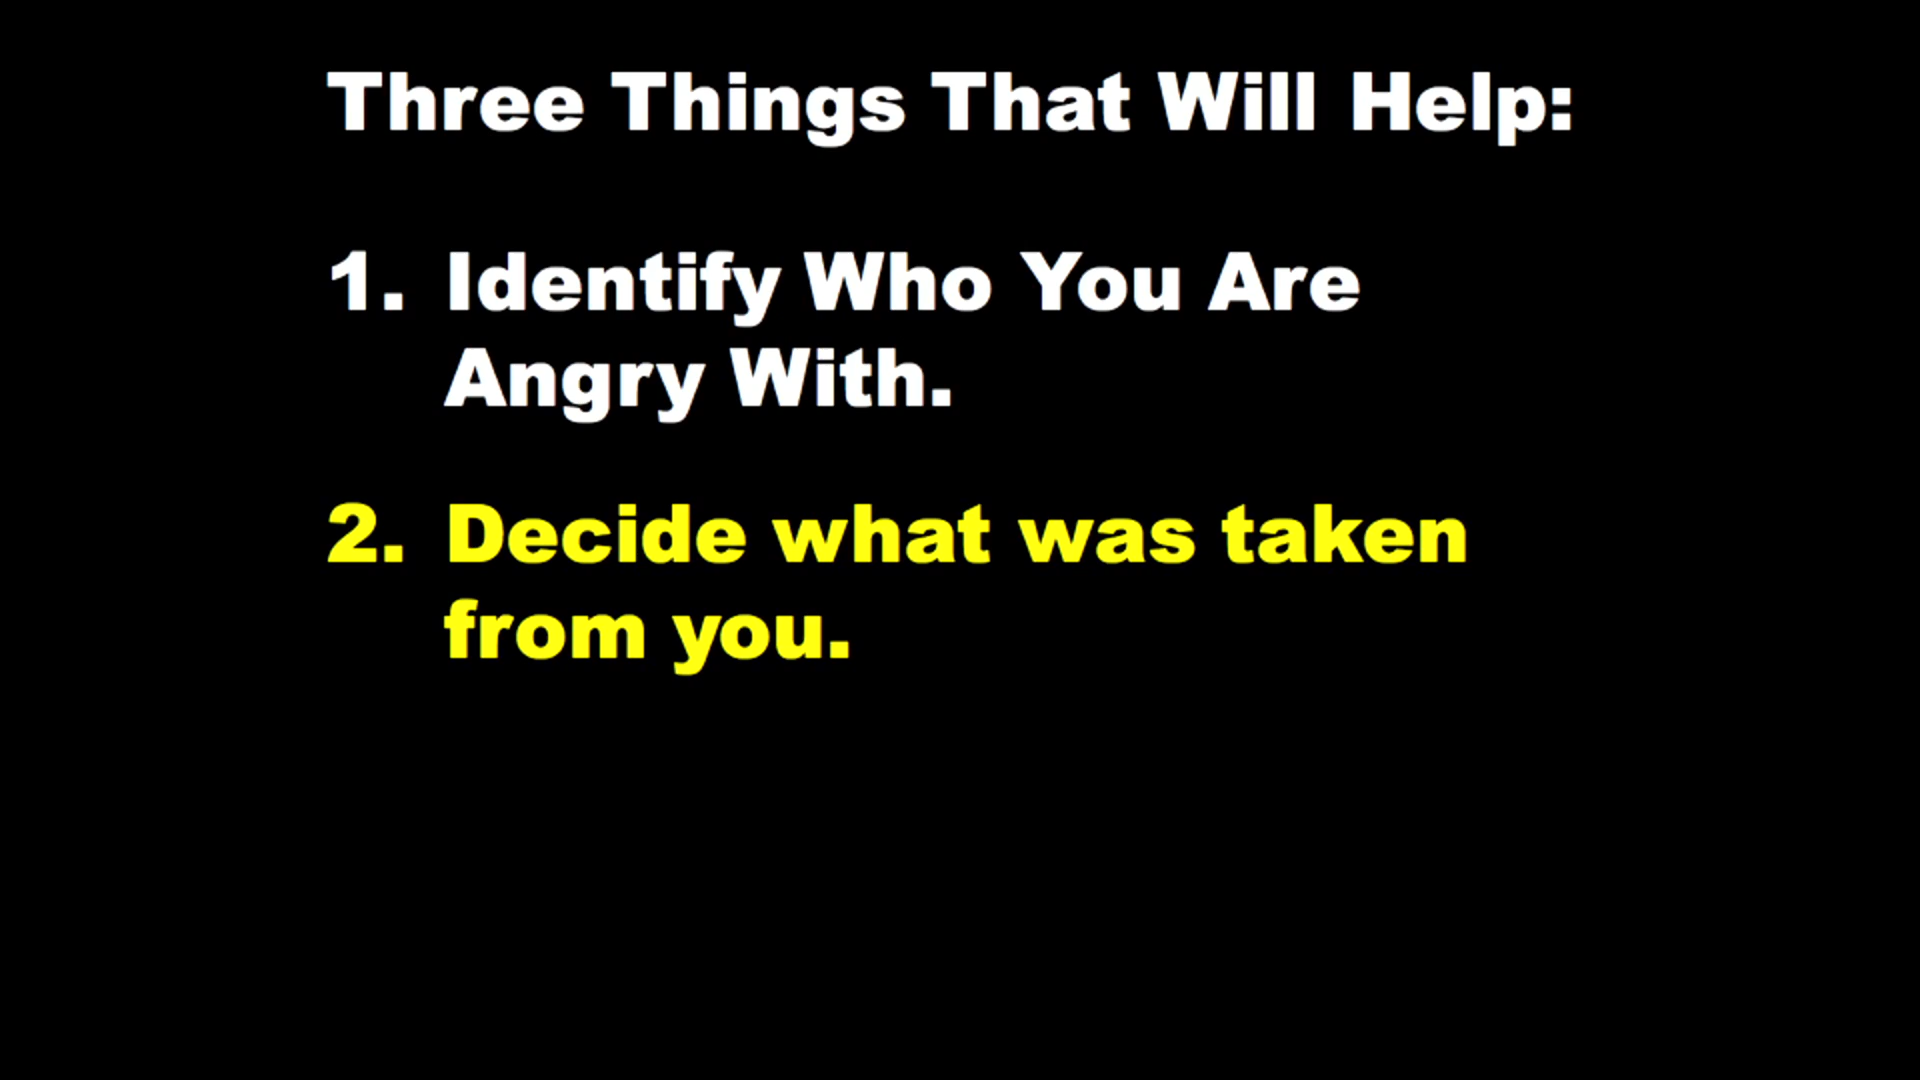 Three Things That Will Help:
1. Identify Who You Are
Angry With.
2. Decide what was taken
from you.